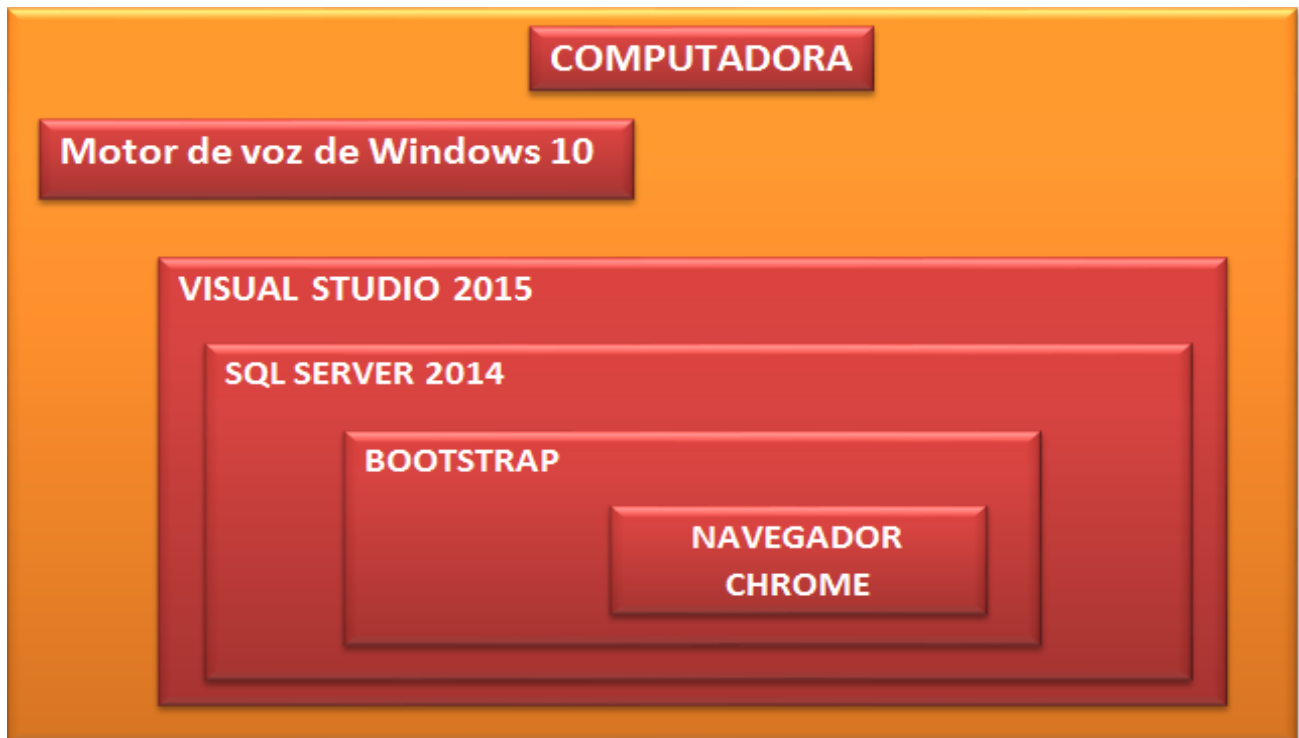 COMPUTADORA
Motor de voz de Windows 10
VISUAL STUDIO 2015
SQL SERVER 2014
BOOTSTRAP
NAVEGADOR
CHROME